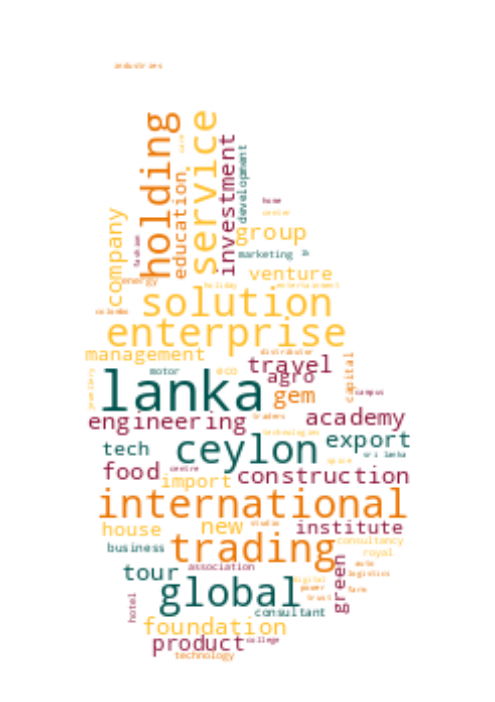 industries
holding
service
care
investment
development
education
company
fashion
home
center
group
marketing
lk
venture
energy
holiday
entertainment
solution
colombo
enterprise
management
distributor
travel
capital
motor
eco
agro
lanka
gem
campus
jewellery
engineering
traders
academy
ceylon
technologies
export
tech
sri lanka
food
centre
space
import
construction
international
house
new
studio
institute
trading
consultancy
business
royal
tour
association
auto
logistics
green
digital
global
power
farm
trust
hotel
consultant
foundation
product
college
technology